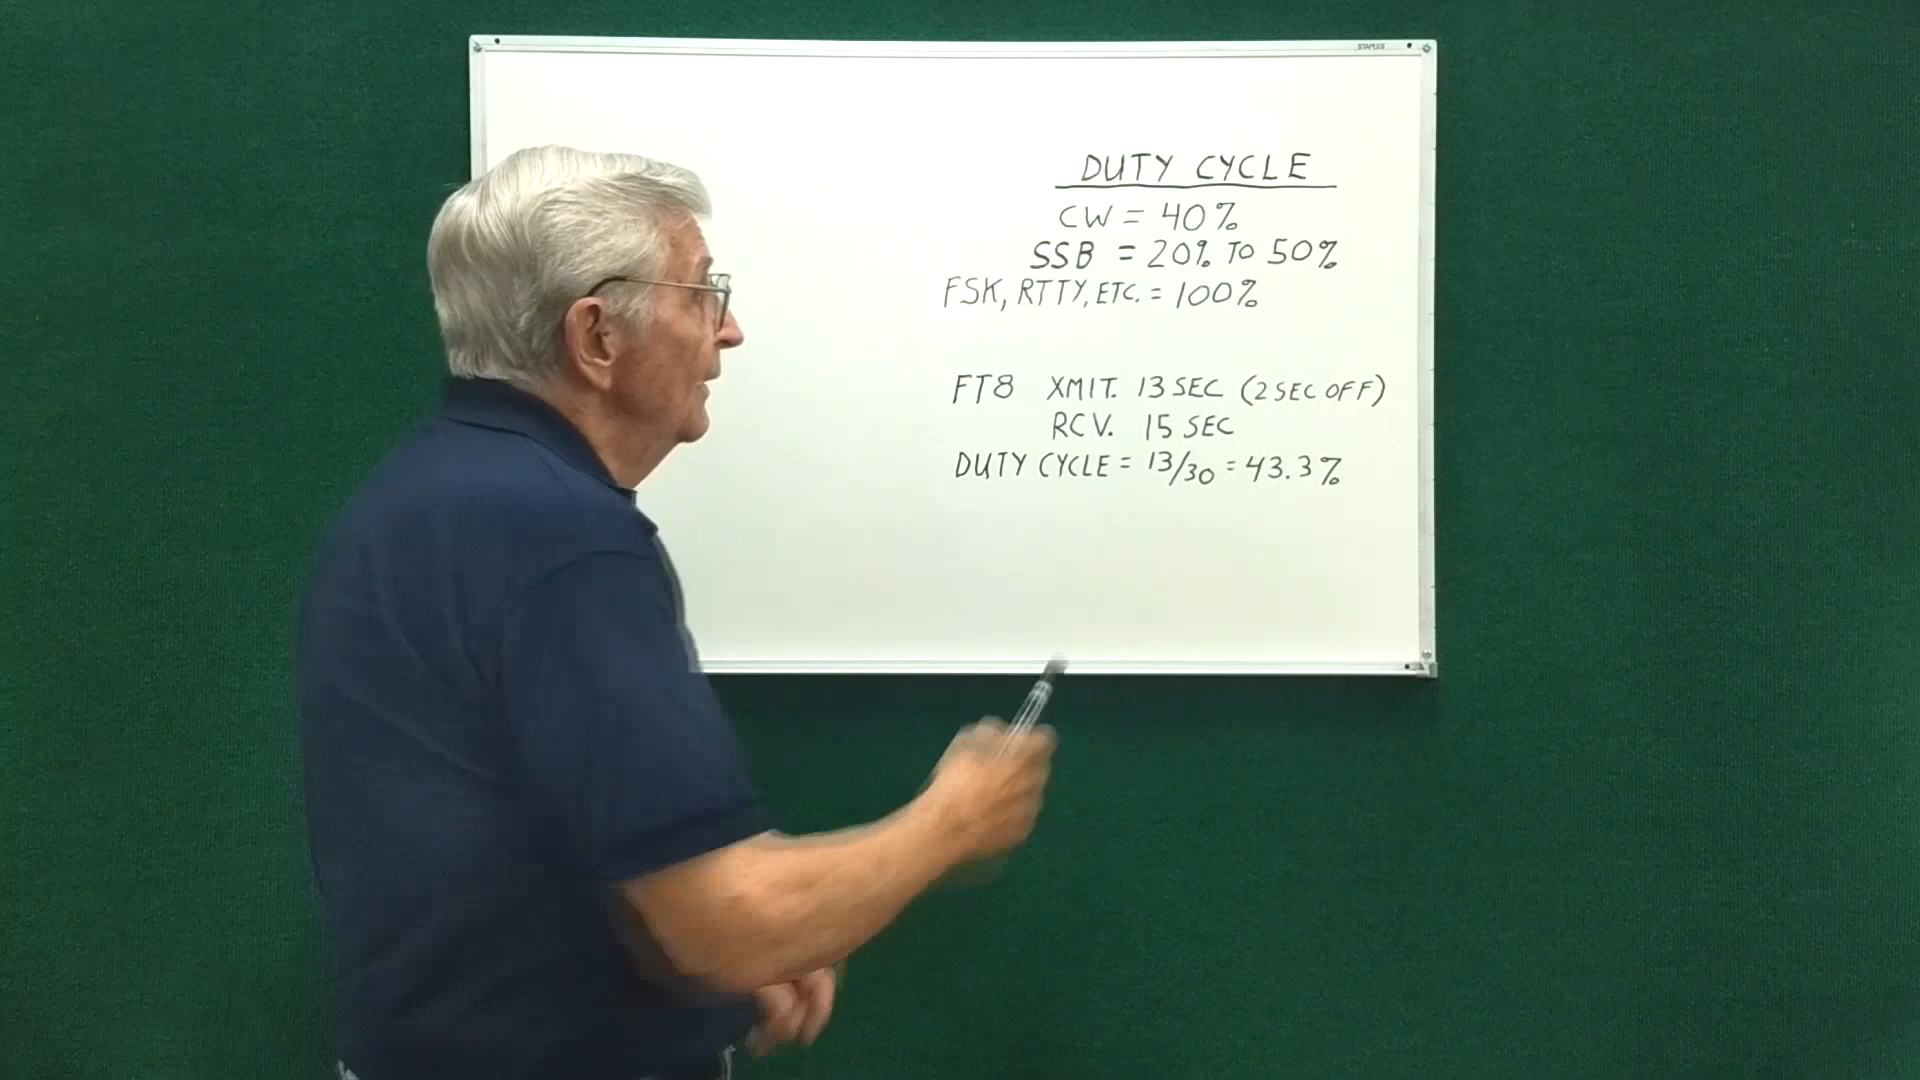 STAPLES
DUTY CYCLE
CW = 40%
SSB = 20% TO 50%
FSK, RTTY, ETC. = 100%
FT8 XMIT. 13 SEC (2 SEC OFF)
RCV. 15 SEC
DUTY CYCLE = 13/30 = 43.3%